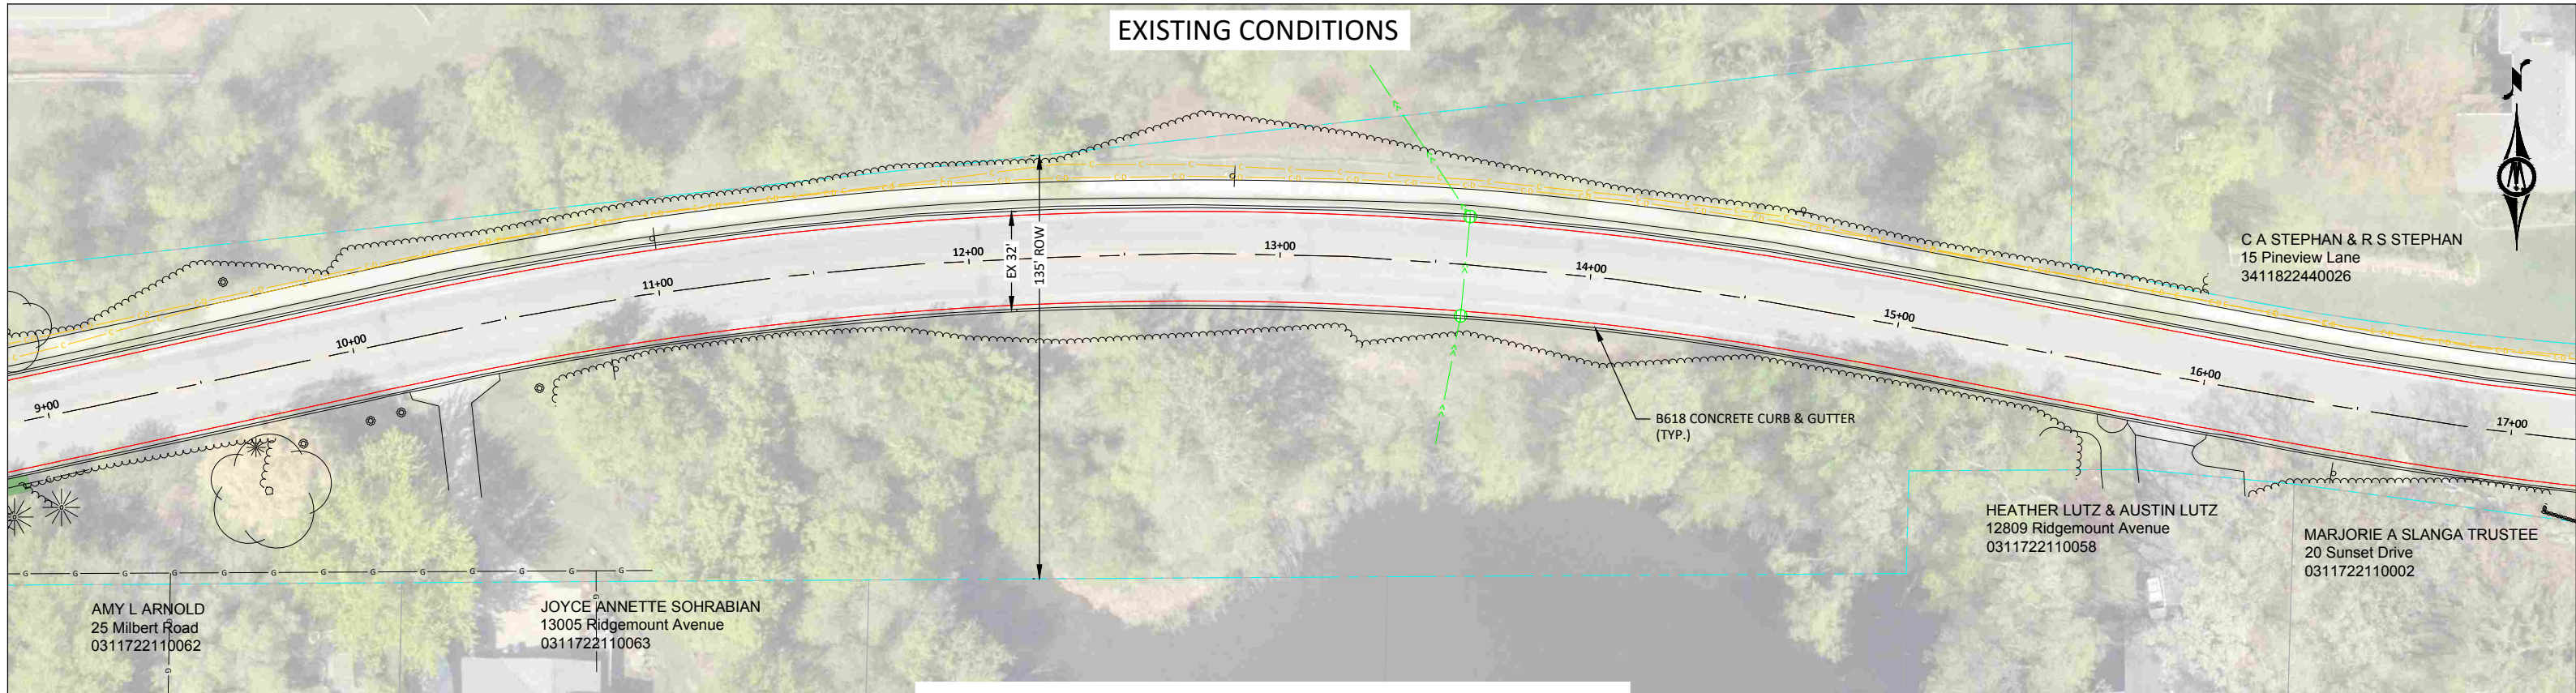 EXISTING CONDITIONS
N
C A STEPHAN & R S STEPHAN
15 Pineview Lane
3411822440026
9+00
10+00
11+00
12+00
13+00
14+00
15+00
16+00
17+00
EX 32'
135' ROW
B618 CONCRETE CURB & GUTTER
(TYP.)
HEATHER LUTZ & AUSTIN LUTZ
12809 Ridgemount Avenue
0311722110058
MARJORIE A SLANGA TRUSTEE
20 Sunset Drive
0311722110002
G G G G G G G G G G G G G
AMY L ARNOLD
25 Milbert Road
0311722110062
JOYCE ANNETTE SOHRABIAN
13005 Ridgemount Avenue
0311722110063